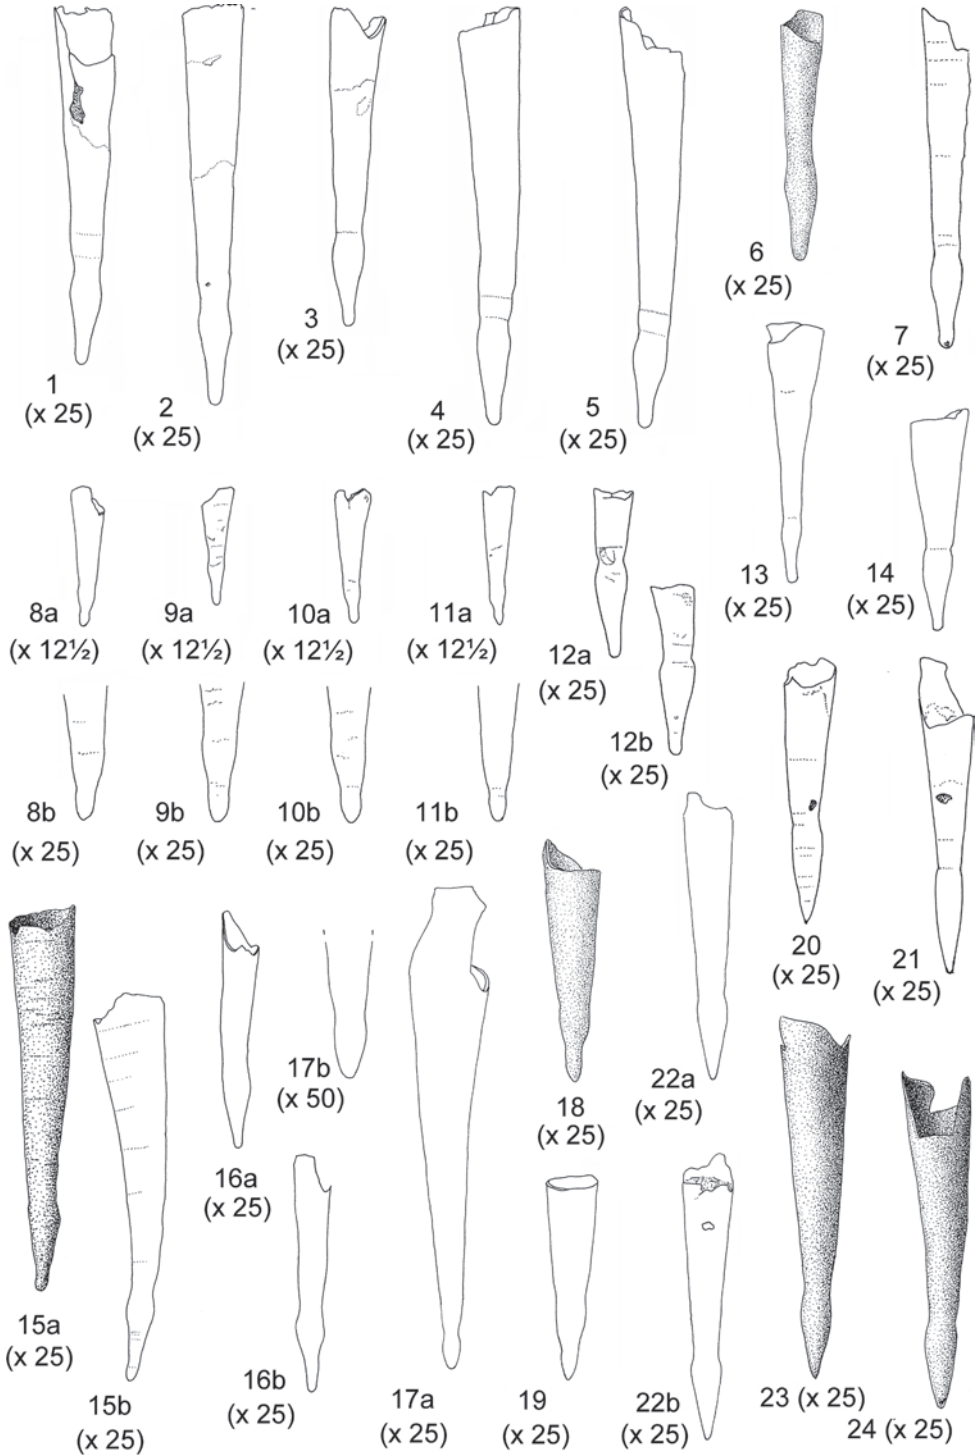 1
(x 25)
2
(x 25)
3
(x 25)
4
(x 25)
5
(x 25)
6
(x 25)
7
(x 25)
8a
(x 12½)
9a
(x 12½)
10a
(x 12½)
11a
(x 12½)
12a
(x 25)
12b
(x 25)
13
(x 25)
14
(x 25)
8b
(x 25)
9b
(x 25)
10b
(x 25)
11b
(x 25)
15a
(x 25)
15b
(x 25)
16a
(x 25)
16b
(x 25)
17b
(x 50)
17a
(x 25)
18
(x 25)
19
(x 25)
22a
(x 25)
22b
(x 25)
20
(x 25)
21
(x 25)
23 (x 25)
24 (x 25)